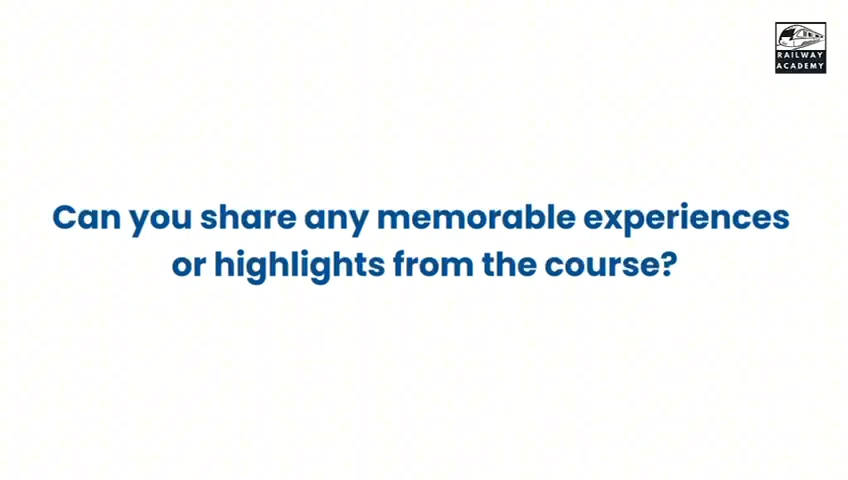 RAILWAY
ACADEMY
Can you share any memorable experiences
or highlights from the course?